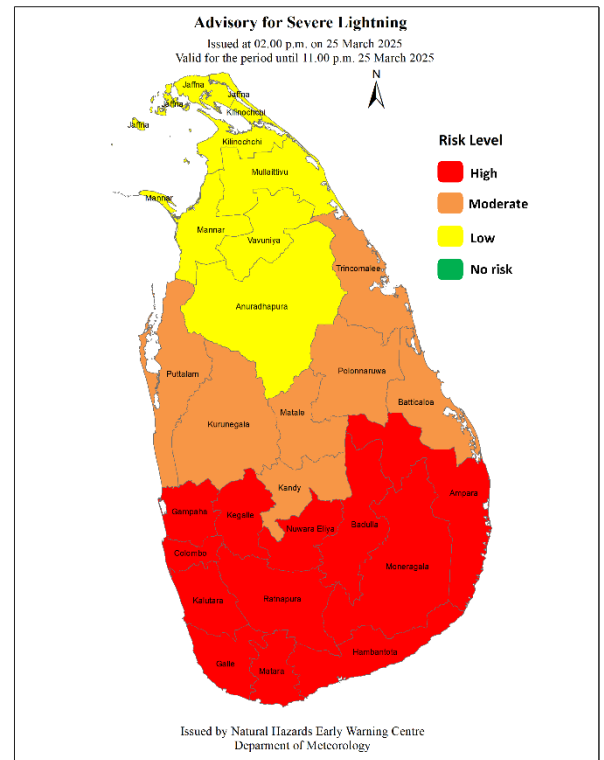 Advisory for Severe Lightning
Issued at 02.00 p.m. on 25 March 2025
Valid for the period until 11.00 p.m. 25 March 2025
N
Jaffna
Jaffna
Jaffna
Kilinochchi
Jaffna
Kilinochchi
Risk Level
High
Moderate
Low
No risk
Mullaittivu
Mannar
Mannar
Vavuniya
Trincomalee
Anuradhapura
Puttalam
Polonnaruwa
Batticaloa
Matale
Kurunegala
Kandy
Ampara
Gampaha
Kegelle
Nuwara Eliya
Badulla
Colombo
Moneragala
Kalutara
Ratnapura
Hambantota
Galle
Matara
Issued by Natural Hazards Early Warning Centre
Deparment of Meteorology